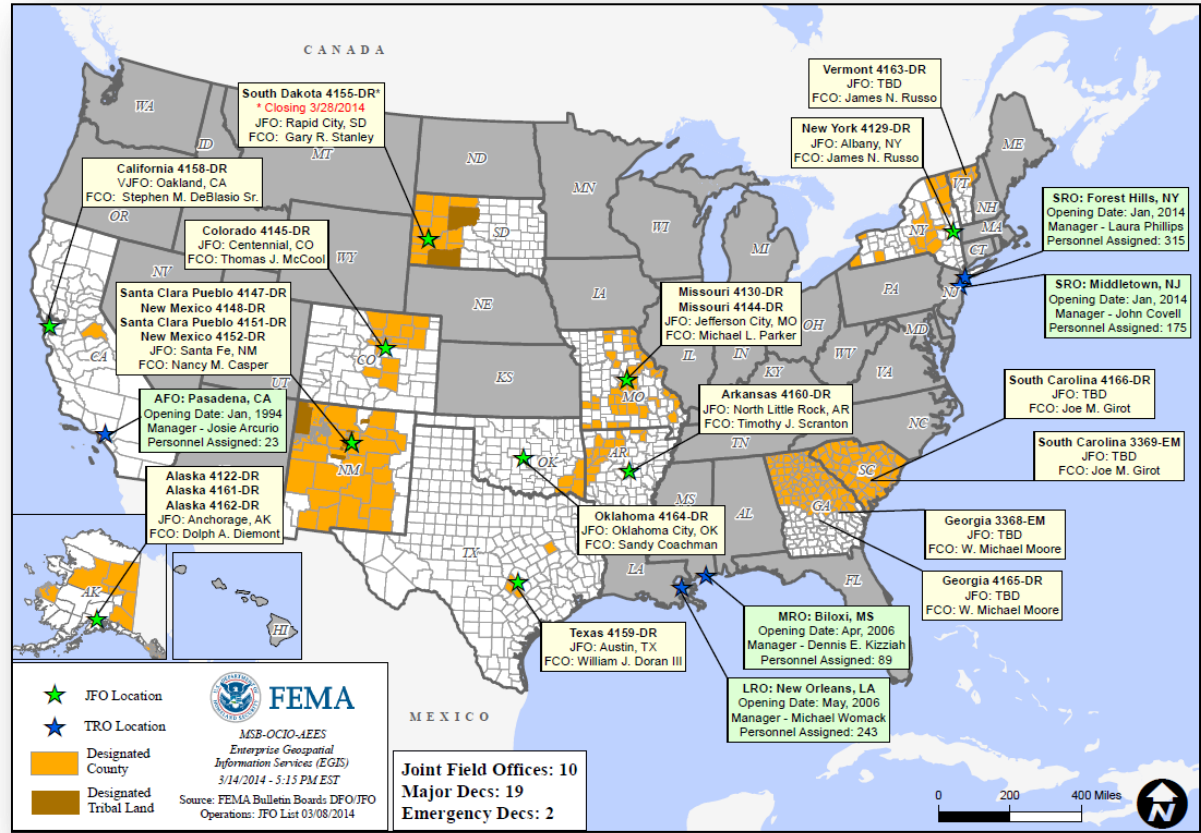 CANADA
South Dakota 4155-DR*
* Closing 3/28/2014
JFO: Rapid City, SD
FCO: Gary R. Stanley
Vermont 4163-DR
JFO: TBD
FCO: James N. Russo
New York 4129-DR
JFO: Albany, NY
FCO: James N. Russo
California 4158-DR
VJFO: Oakland, CA
FCO: Stephen M. DeBlasio Sr.
SRO: Forest Hills, NY
Opening Date: Jan, 2014
Manager - Laura Phillips
Personnel Assigned: 315
Colorado 4145-DR
JFO: Centennial, CO
FCO: Thomas J. McCool
SRO: Middletown, NJ
Opening Date: Jan, 2014
Manager - John Covell
Personnel Assigned: 175
Santa Clara Pueblo 4147-DR
New Mexico 4148-DR
Santa Clara Pueblo 4151-DR
New Mexico 4152-DR
JFO: Santa Fe, NM
FCO: Nancy M. Casper
Missouri 4130-DR
Missouri 4144-DR
JFO: Jefferson City, MO
FCO: Michael L. Parker
AFO: Pasadena, CA
Opening Date: Jan, 1994
Manager - Josie Arcurio
Personnel Assigned: 23
Arkansas 4160-DR
JFO: North Little Rock, AR
FCO: Timothy J. Scranton
South Carolina 4166-DR
JFO: TBD
FCO: Joe M. Girot
South Carolina 3369-EM
JFO: TBD
FCO: Joe M. Girot
Alaska 4122-DR
Alaska 4161-DR
Alaska 4162-DR
JFO: Anchorage, AK
FCO: Dolph A. Diemont
Oklahoma 4164-DR
JFO: Oklahoma City, OK
FCO: Sandy Coachman
Georgia 3368-EM
JFO: TBD
FCO: W. Michael Moore
Georgia 4165-DR
JFO: TBD
FCO: W. Michael Moore
Texas 4159-DR
JFO: Austin, TX
FCO: William J. Doran III
MRO: Biloxi, MS
Opening Date: Apr, 2006
Manager - Dennis E. Kizziah
Personnel Assigned: 89
LRO: New Orleans, LA
Opening Date: May, 2006
Manager - Michael Womack
Personnel Assigned: 243
WA
ID
MT
ND
MN
ME
OR
SD
WI
MI
VT
NH
NY
MA
CT
WY
NV
NE
IA
PA
NJ
CA
UT
CO
KS
MO
IL
IN
OH
WV
MD
DE
VA
KY
NC
TN
NM
OK
AR
SC
MS
AL
GA
TX
LA
FL
AK
HI
MEXICO
JFO Location
TRO Location
Designated
County
Designated
Tribal Land
FEMA
MSB-OCIO-AEES
Enterprise Geospatial
Information Services (EGIS)
3/14/2014 - 5:15 PM EST
Source: FEMA Bulletin Boards DFO/JFO
Operations: JFO List 03/08/2014
Joint Field Offices: 10
Major Decs: 19
Emergency Decs: 2
0 200 400 Miles
N